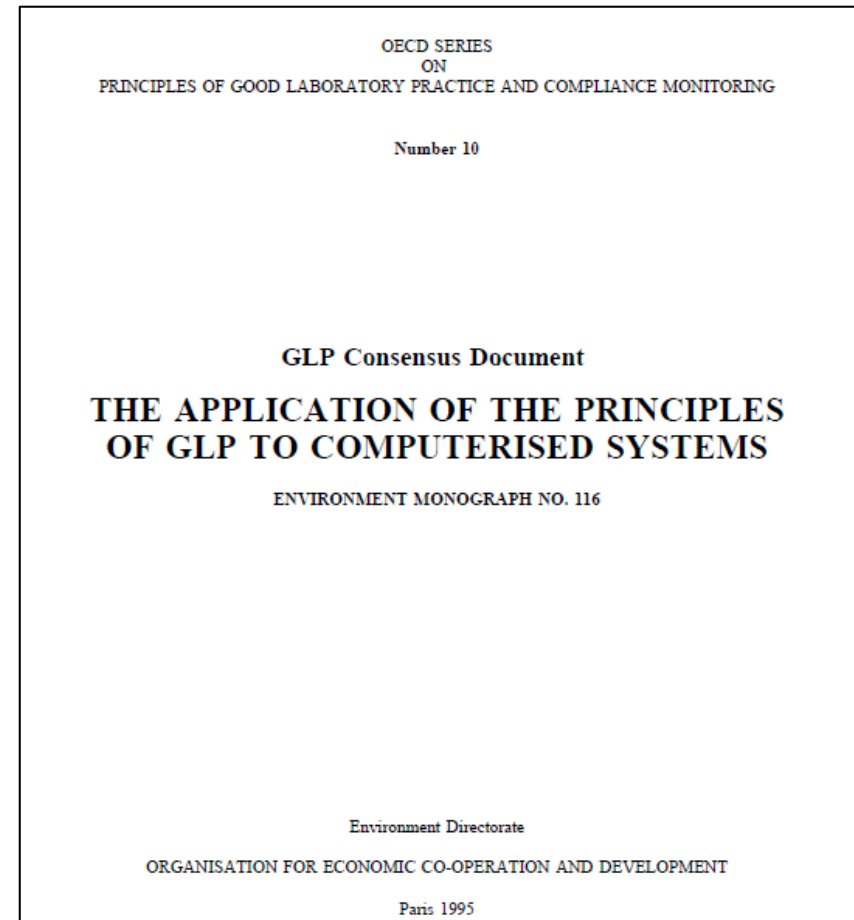 OECD SERIES
ON
PRINCIPLES OF GOOD LABORATORY PRACTICE AND COMPLIANCE MONITORING
Number 10
GLP Consensus Document
THE APPLICATION OF THE PRINCIPLES
OF GLP TO COMPUTERISED SYSTEMS
ENVIRONMENT MONOGRAPH NO. 116
Environment Directorate
ORGANISATION FOR ECONOMIC CO-OPERATION AND DEVELOPMENT
Paris 1995